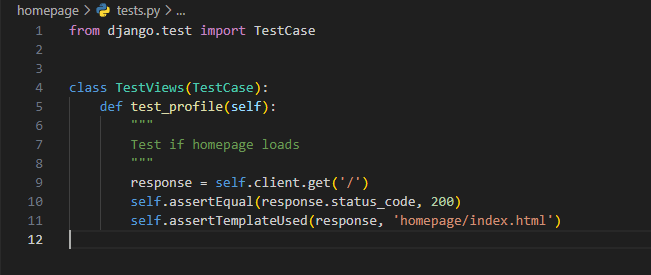 homepage > tests.py > ...
1 from django.test import TestCase
2
3
4 class TestViews(TestCase):
5     def test_profile(self):
6         """
7         Test if homepage loads
8         """
9         response = self.client.get('/')
10         self.assertEqual(response.status_code, 200)
11         self.assertTemplateUsed(response, 'homepage/index.html')
12